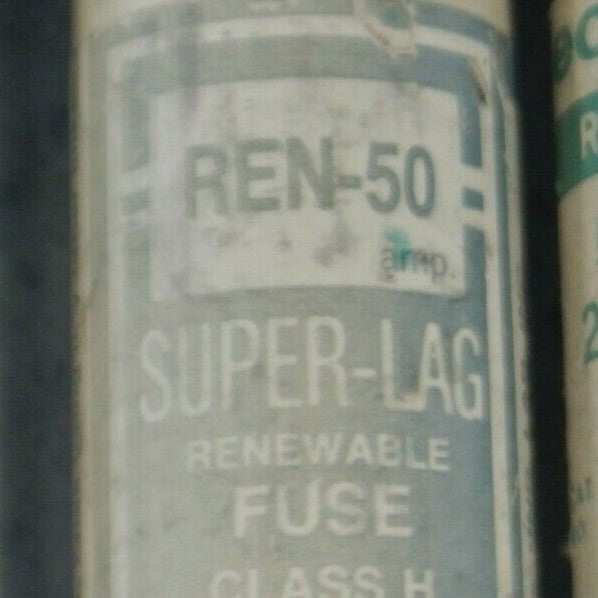 REN-50
amp.
SUPER-LAG
RENEWABLE
FUSE
CLASS H